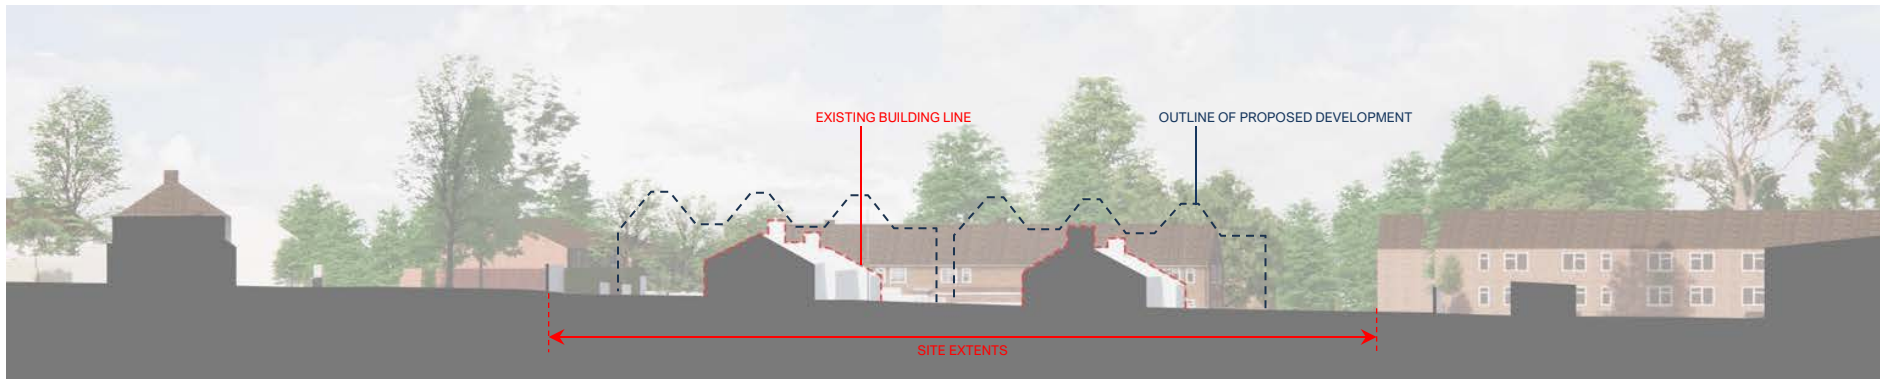 EXISTING BUILDING LINE
OUTLINE OF PROPOSED DEVELOPMENT
SITE EXTENTS